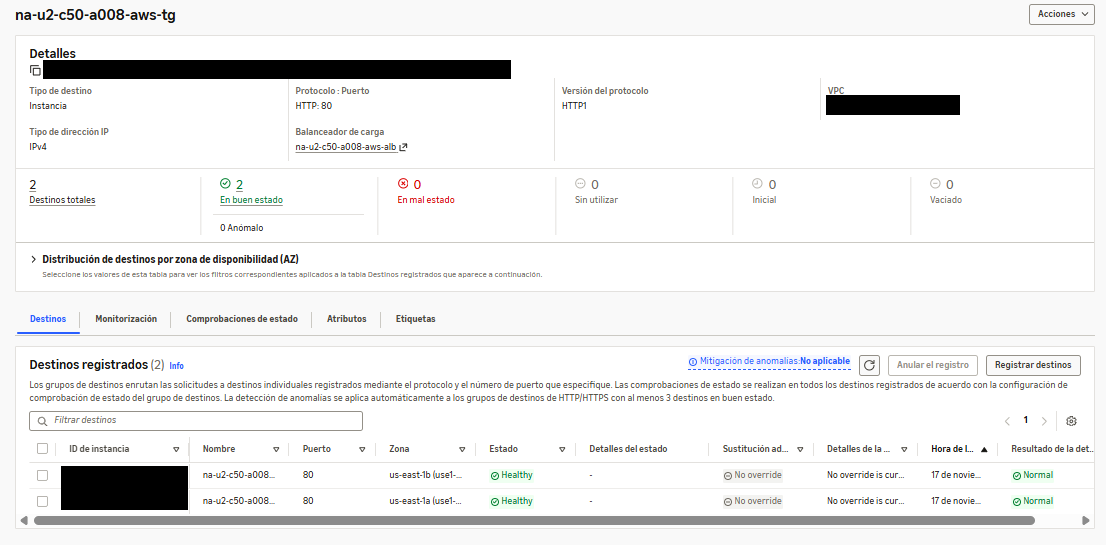 na-u2-c50-a008-aws-tg
Acciones
Detalles
Tipo de destino
Instancia
Protocolo : Puerto
HTTP: 80
Versión del protocolo
HTTP1
VPC
Tipo de dirección IP
IPv4
Balanceador de carga
na-u2-c50-a008-aws-alb
2
Destinos totales
2
En buen estado
0 Anómalo
0
En mal estado
0
Sin utilizar
0
Inicial
0
Vaciado
Distribución de destinos por zona de disponibilidad (AZ)
Seleccione los valores de esta tabla para ver los filtros correspondientes aplicados a la tabla Destinos registrados que aparece a continuación.
Destinos
Monitorización
Comprobaciones de estado
Atributos
Etiquetas
Destinos registrados (2) Info
Mitigación de anomalías:No aplicable
Anular el registro
Registrar destinos
Los grupos de destinos enrutan las solicitudes a destinos individuales registrados mediante el protocolo y el número de puerto que especifique. Las comprobaciones de estado se realizan en todos los destinos registrados de acuerdo con la configuración de
comprobación de estado del grupo de destinos. La detección de anomalías se aplica automáticamente a los grupos de destinos de HTTP/HTTPS con al menos 3 destinos en buen estado.
Filtrar destinos
1
ID de instancia Nombre Puerto Zona Estado Detalles del estado Sustitución ad... Detalles de la ... Hora de l... Resultado de la det...
na-u2-c50-a008... 80 us-east-1b (use1-... Healthy - No override No override is cur... 17 de novie... Normal
na-u2-c50-a008... 80 us-east-1a (use1-... Healthy - No override No override is cur... 17 de novie... Normal